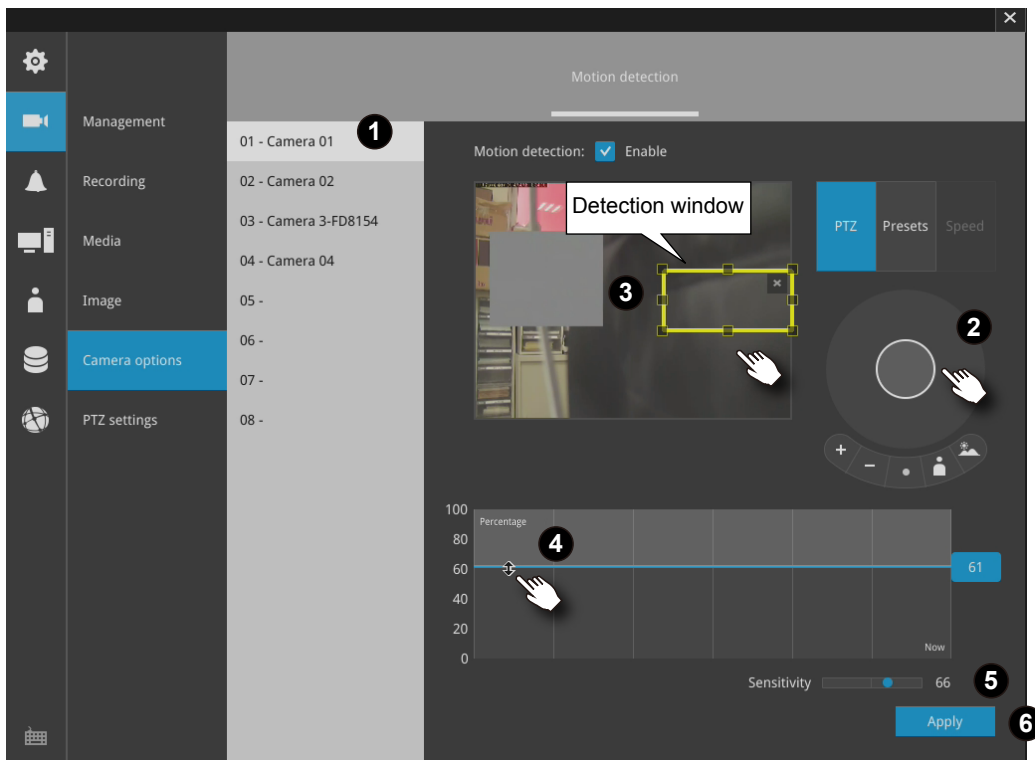 Motion detection
Management
Recording
Media
Image
Camera options
PTZ settings
01 - Camera 01
02 - Camera 02
03 - Camera 3-FD8154
04 - Camera 04
05 -
06 -
07 -
08 -
1
Motion detection: Enable
Detection window
3
PTZ Presets Speed
2
+ -
100
80
60
40
20
0
Percentage
4
61
Now
Sensitivity 66
5
Apply
6